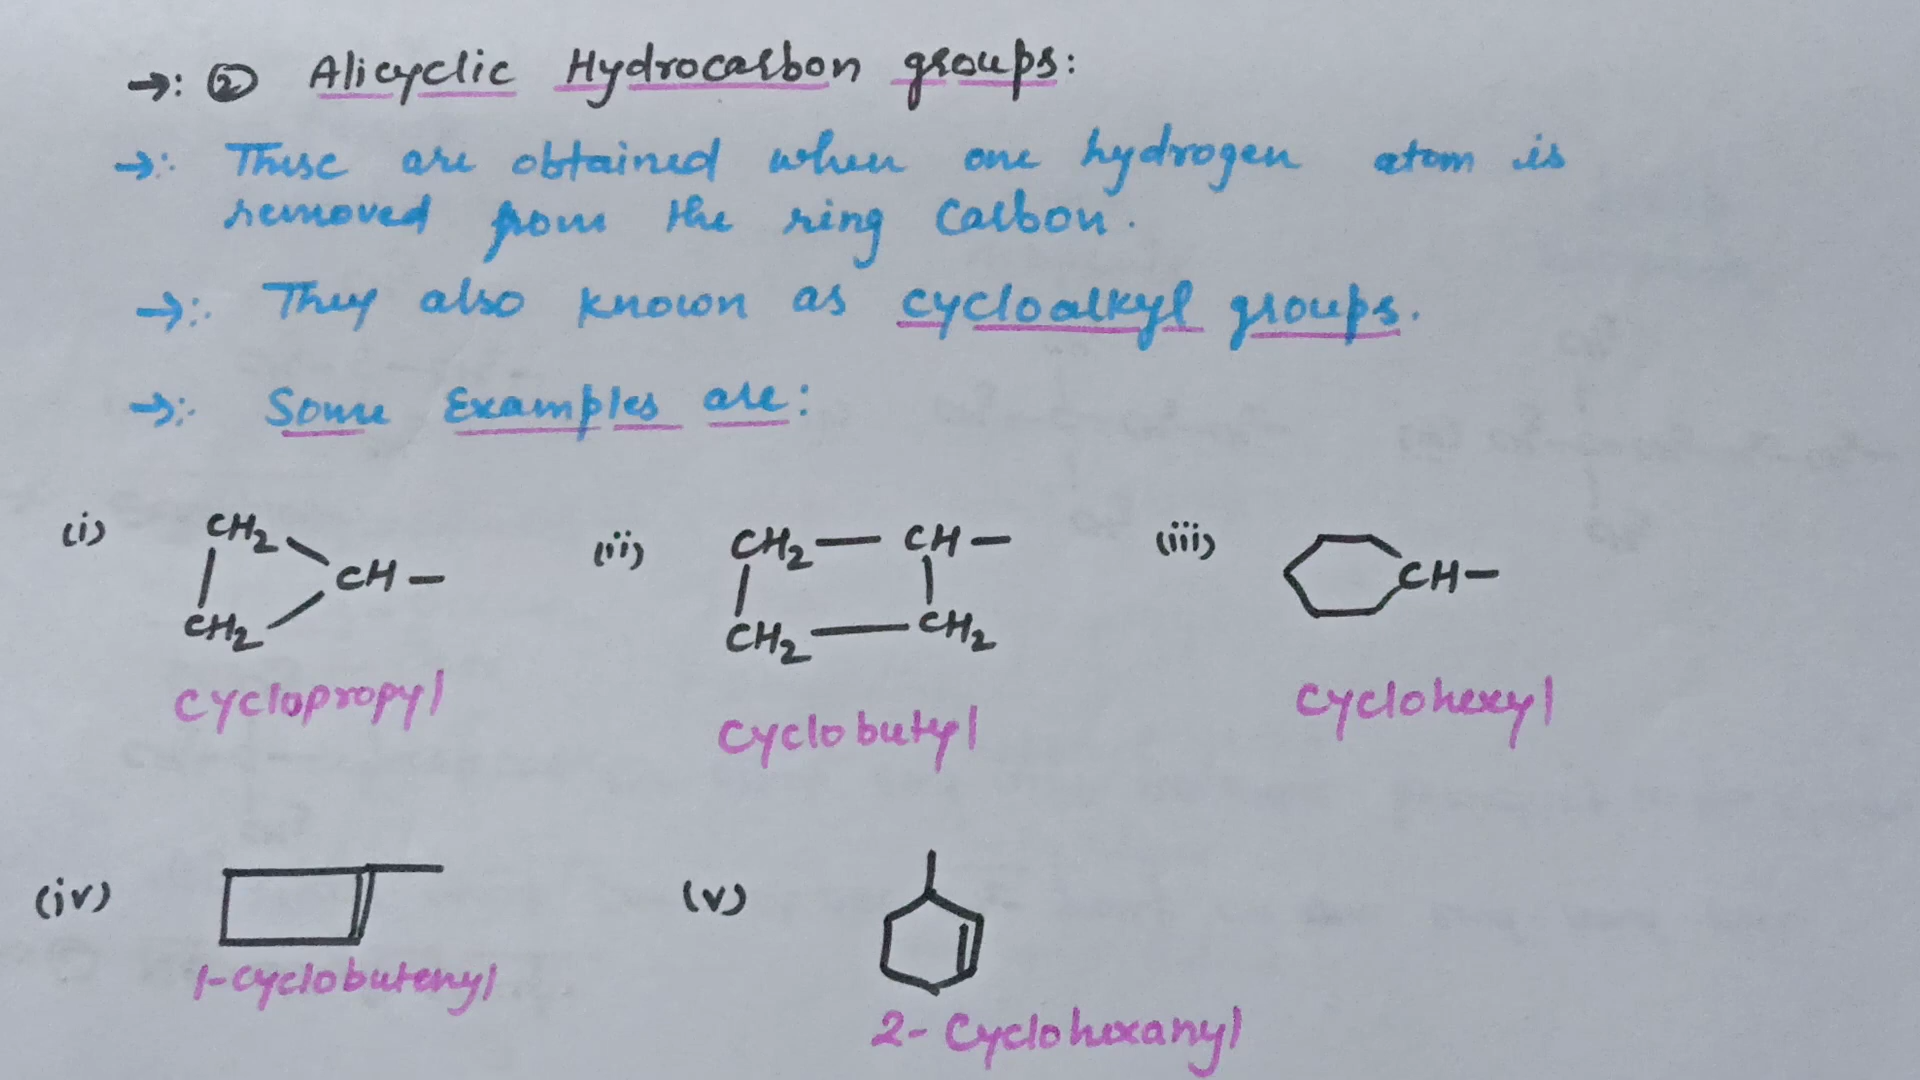 →: ② Alicyclic Hydrocarbon groups:
→: These are obtained when one hydrogen atom is
removed from the ring Carbon.
→: They also known as cycloalkyl groups.
→: Some Examples are:
(i) CH2 CH2 CH—
(ii) CH2 — CH— CH2 — CH2
(iii) CH—
Cyclopropyl
Cyclobutyl
Cyclohexyl
(iv)
(v)
1-Cyclobutenyl
2-Cyclohexanyl